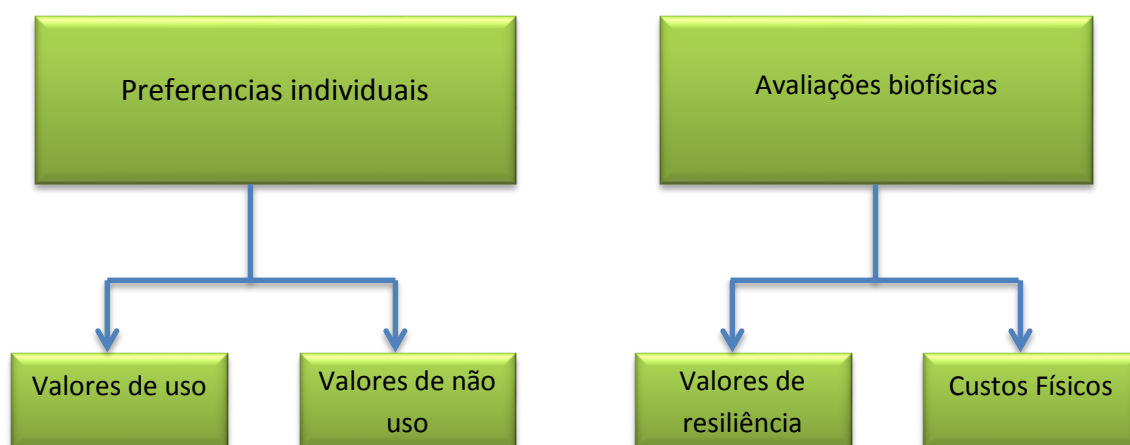 Preferencias individuais
Avaliações biofísicas
Valores de uso
Valores de não
uso
Valores de
resiliência
Custos Físicos